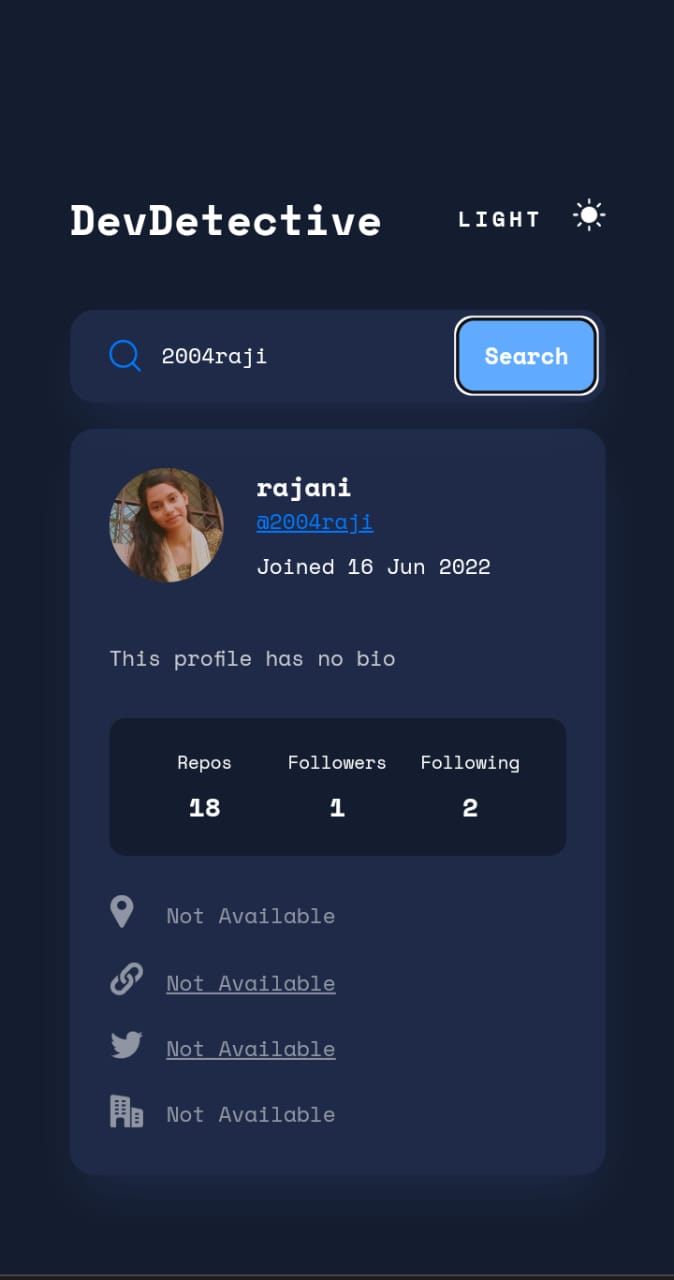 DevDetective LIGHT
2004raji Search
rajani
@2004raji
Joined 16 Jun 2022
This profile has no bio
Repos Followers Following
18 1 2
Not Available
Not Available
Not Available
Not Available